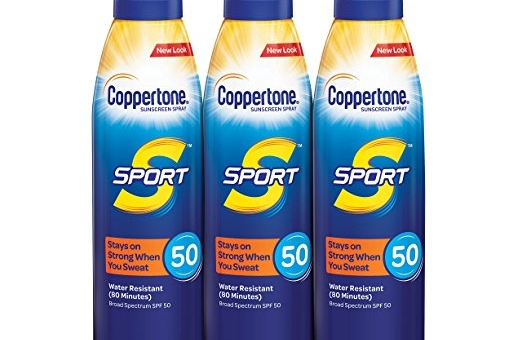 New Look
Coppertone®
SUNSCREEN SPRAY
S™
SPORT
Stays on
Strong When
You Sweat
50
Water Resistant
(80 Minutes)
Broad Spectrum SPF 50
New Look
Coppertone®
SUNSCREEN SPRAY
S™
SPORT
Stays on
Strong When
You Sweat
50
Water Resistant
(80 Minutes)
Broad Spectrum SPF 50
New Look
Coppertone®
SUNSCREEN SPRAY
S™
SPORT
Stays on
Strong When
You Sweat
50
Water Resistant
(80 Minutes)
Broad Spectrum SPF 50